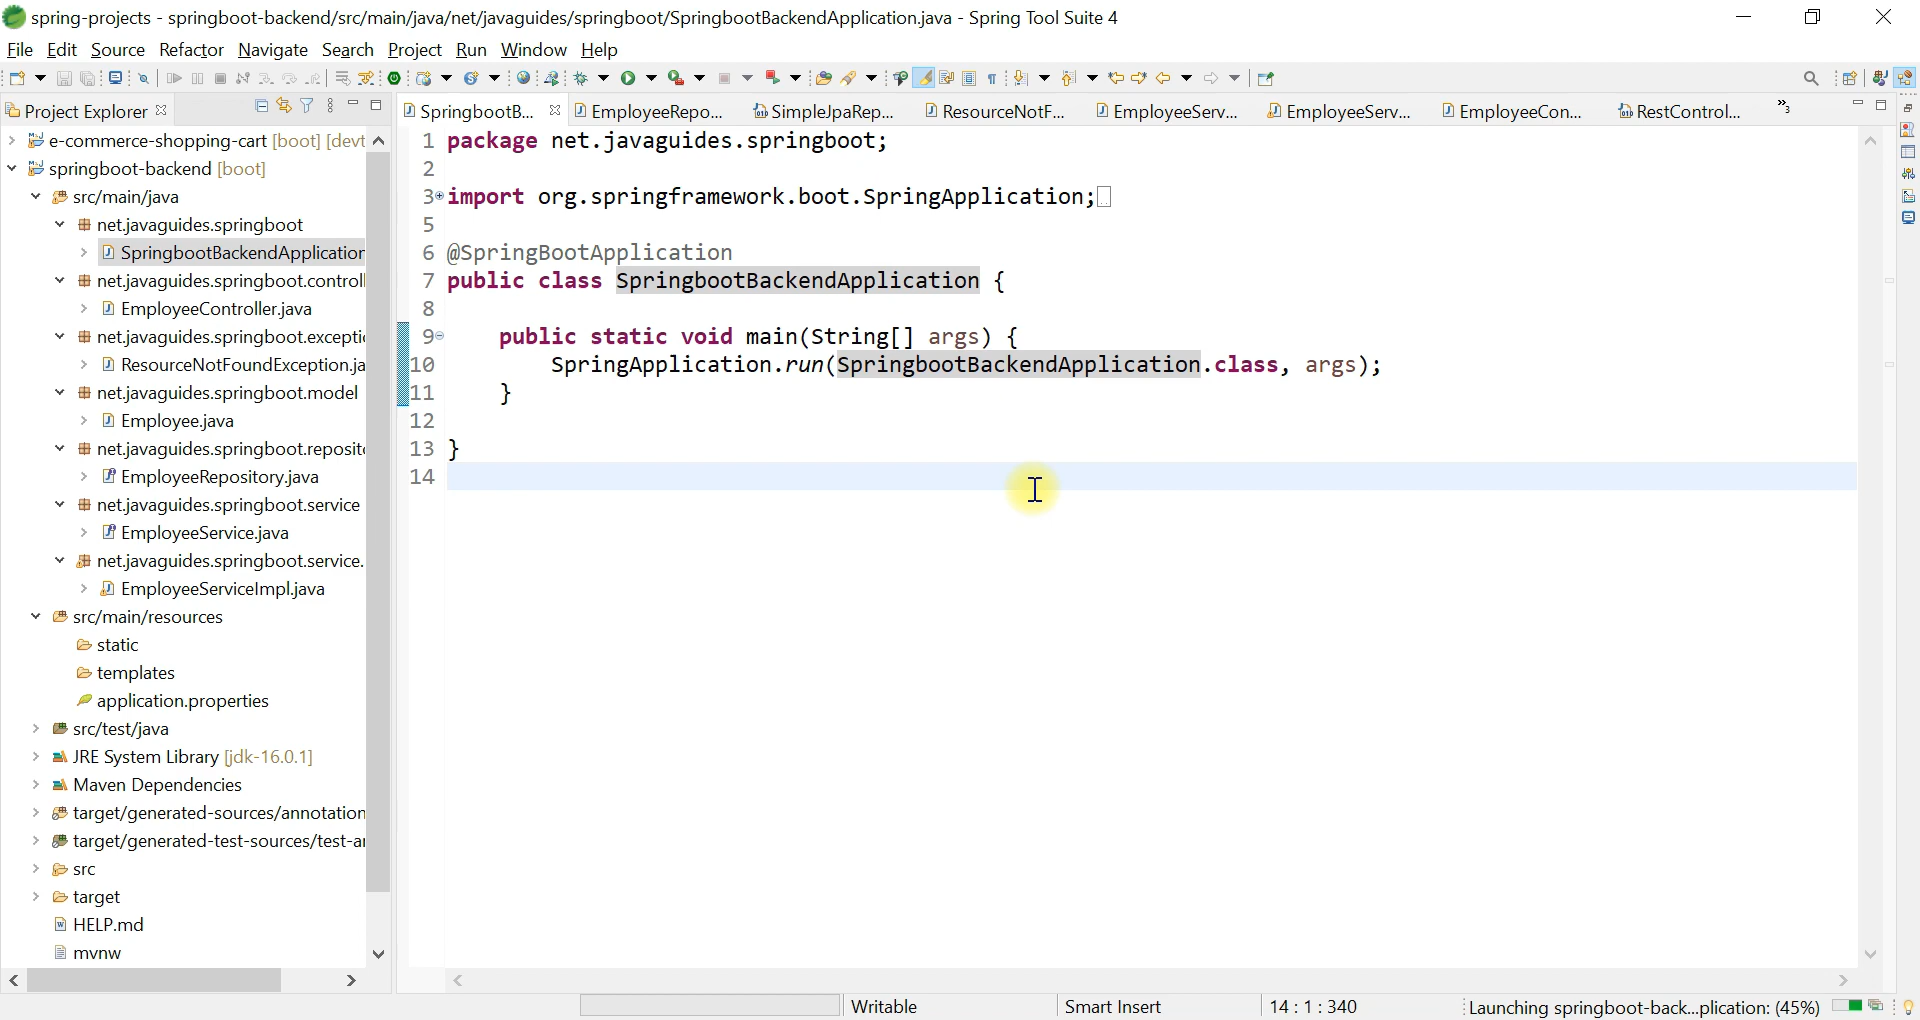 spring-projects - springboot-backend/src/main/java/net/javaguides/springboot/SpringbootBackendApplication.java - Spring Tool Suite 4
File Edit Source Refactor Navigate Search Project Run Window Help
Project Explorer
SpringbootB... EmployeeRepo... SimpleJpaRep... ResourceNotF... EmployeeServ... EmployeeServ... EmployeeCon... RestControl... »3
e-commerce-shopping-cart [boot] [devt
springboot-backend [boot]
src/main/java
net.javaguides.springboot
SpringbootBackendApplication
net.javaguides.springboot.controll
EmployeeController.java
net.javaguides.springboot.excepti
ResourceNotFoundException.ja
net.javaguides.springboot.model
Employee.java
net.javaguides.springboot.reposit
EmployeeRepository.java
net.javaguides.springboot.service
EmployeeService.java
net.javaguides.springboot.service.
EmployeeServiceImpl.java
src/main/resources
static
templates
application.properties
src/test/java
JRE System Library [jdk-16.0.1]
Maven Dependencies
target/generated-sources/annotation
target/generated-test-sources/test-a
src
target
HELP.md
mvnw
1 package net.javaguides.springboot;
2
3 import org.springframework.boot.SpringApplication;
5
6 @SpringBootApplication
7 public class SpringbootBackendApplication {
8
9 public static void main(String[] args) {
10 SpringApplication.run(SpringbootBackendApplication.class, args);
11 }
12
13 }
14
Writable Smart Insert 14 : 1 : 340 Launching springboot-back...plication: (45%)